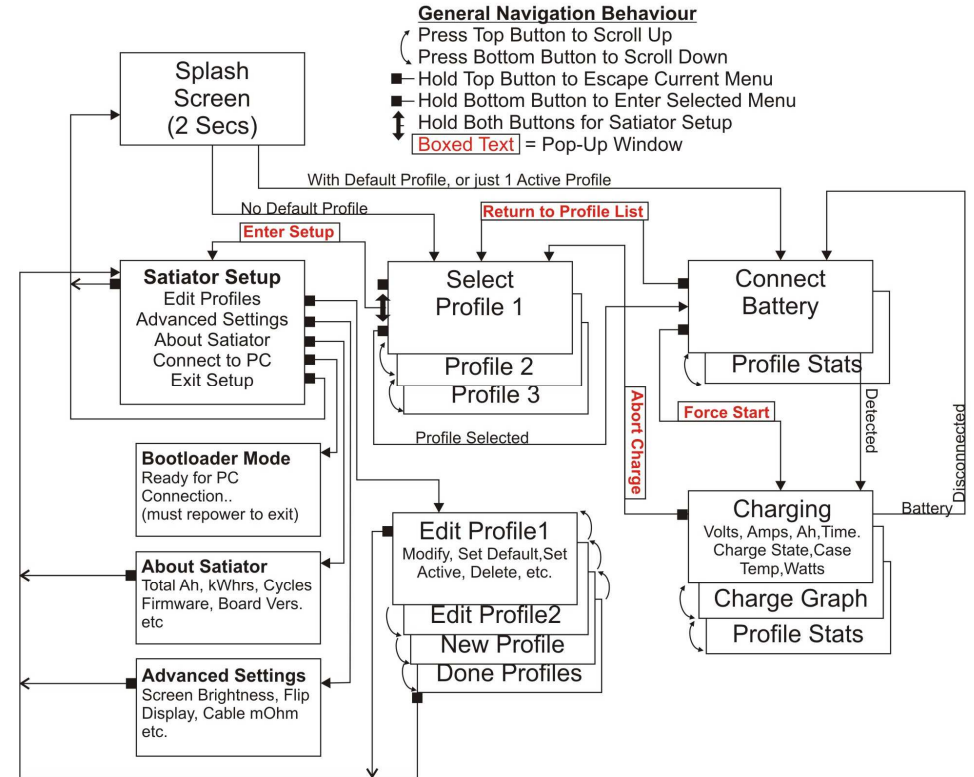 General Navigation Behaviour
Press Top Button to Scroll Up
Press Bottom Button to Scroll Down
Hold Top Button to Escape Current Menu
Hold Bottom Button to Enter Selected Menu
Hold Both Buttons for Satiator Setup
Boxed Text = Pop-Up Window
Splash
Screen
(2 Secs)
With Default Profile, or just 1 Active Profile
No Default Profile
Return to Profile List
Enter Setup
Satiator Setup
Edit Profiles
Advanced Settings
About Satiator
Connect to PC
Exit Setup
Select
Profile 1
Profile 2
Profile 3
Connect
Battery
Profile Stats
Profile Selected
Abort Charge
Force Start
Detected
Disconnected
Battery
Bootloader Mode
Ready for PC
Connection..
(must repower to exit)
About Satiator
Total Ah, kWhrs, Cycles
Firmware, Board Vers.
etc
Advanced Settings
Screen Brightness, Flip
Display, Cable mOhm
etc.
Edit Profile1
Modify, Set Default,Set
Active, Delete, etc.
Edit Profile2
New Profile
Done Profiles
Charging
Volts, Amps, Ah,Time.
Charge State,Case
Temp,Watts
Charge Graph
Profile Stats